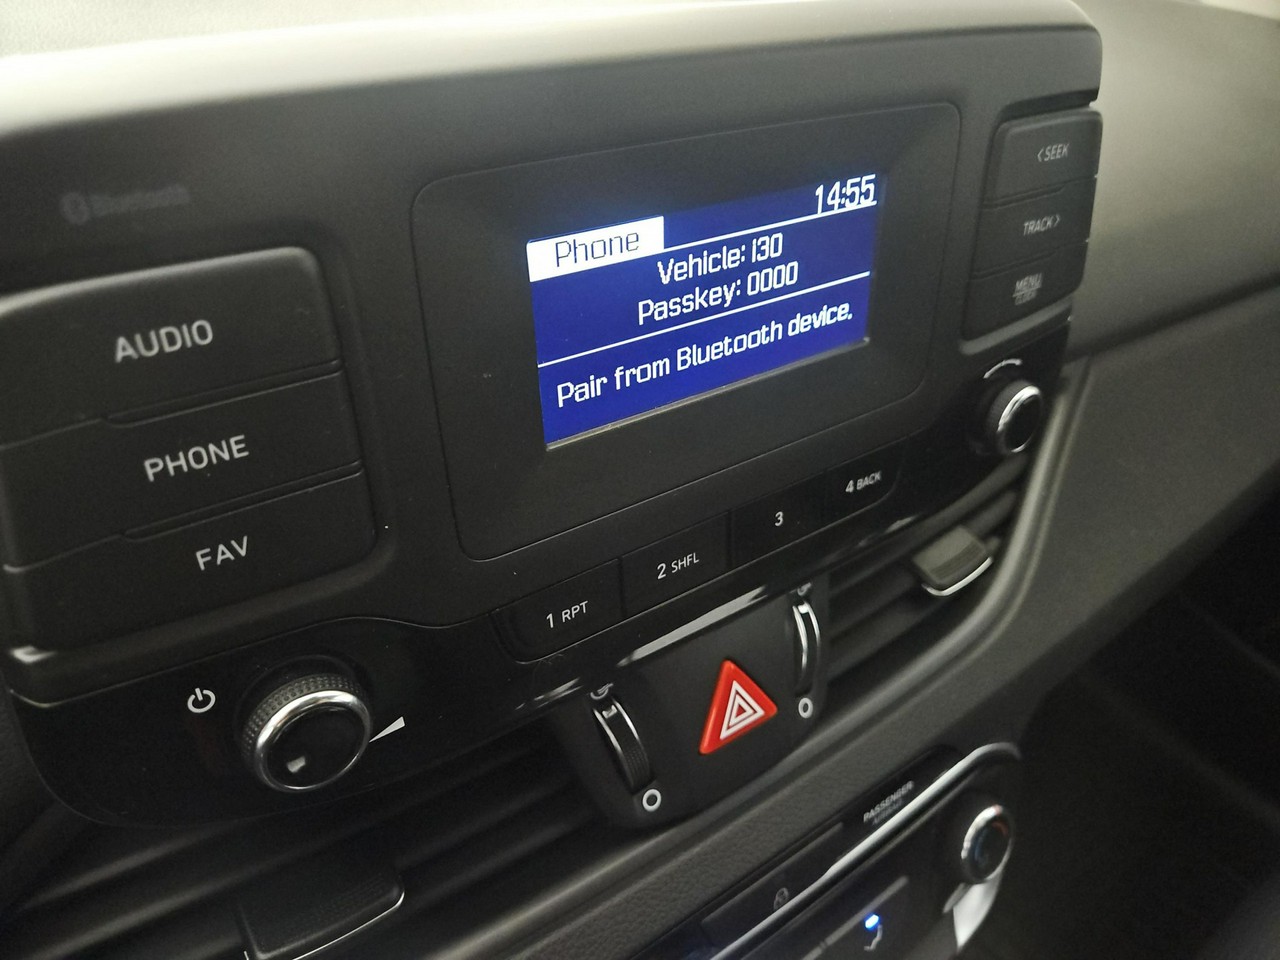 Bluetooth
AUDIO
PHONE
FAV
Phone
14:55
Vehicle: I30
Passkey: 0000
Pair from Bluetooth device.
< SEEK
TRACK >
MENU
1 RPT
2 SHFL
3
4 BACK
PASSENGER